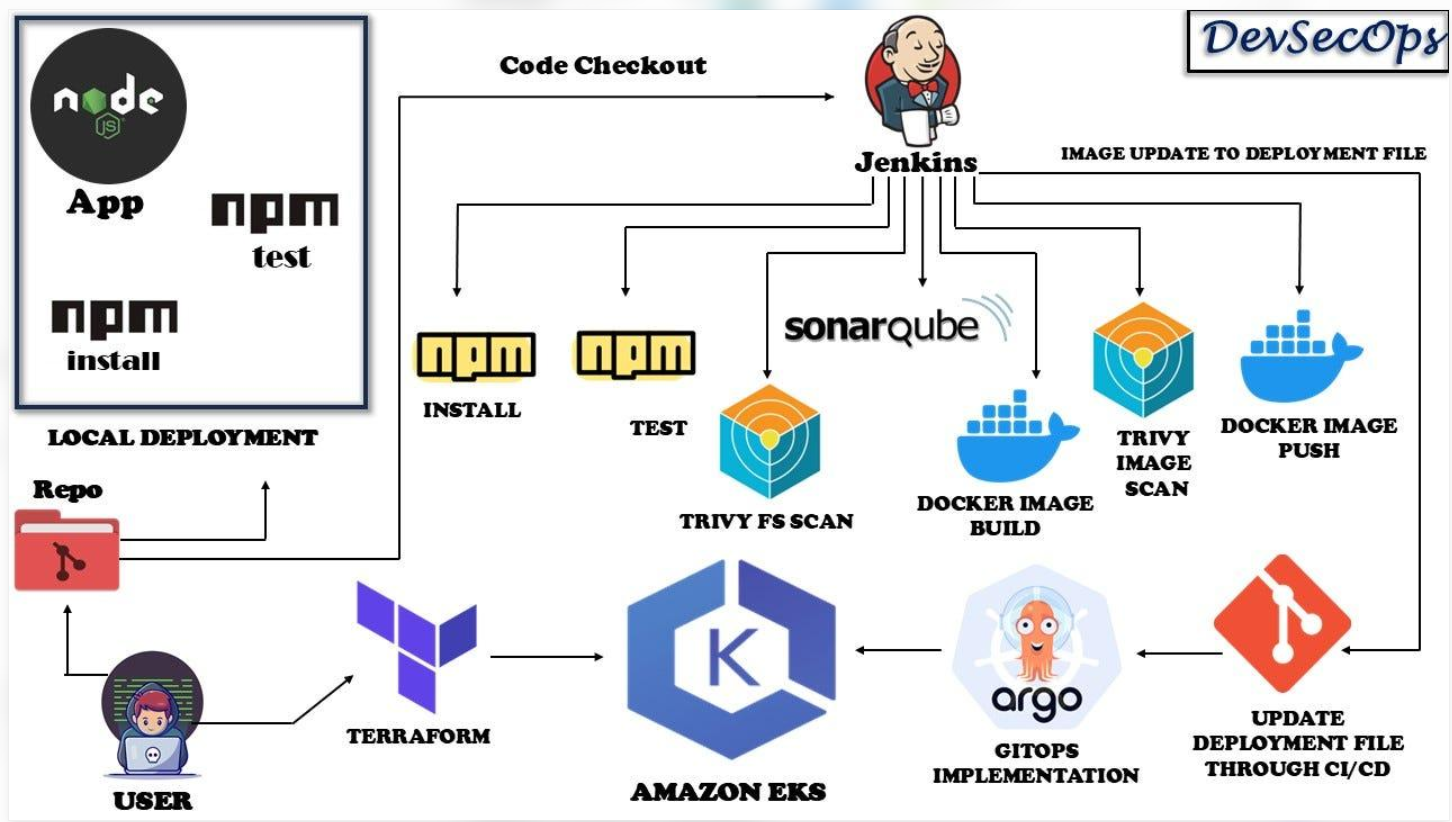 DevSecOps
node
JS
App
npm
test
npm
install
LOCAL DEPLOYMENT
Code Checkout
Jenkins
IMAGE UPDATE TO DEPLOYMENT FILE
npm
INSTALL
npm
TEST
TRIVY FS SCAN
sonarqube
DOCKER IMAGE
BUILD
TRIVY
IMAGE
SCAN
DOCKER IMAGE
PUSH
Repo
USER
TERRAFORM
K
AMAZON EKS
argo
GITOPS
IMPLEMENTATION
UPDATE
DEPLOYMENT FILE
THROUGH CI/CD